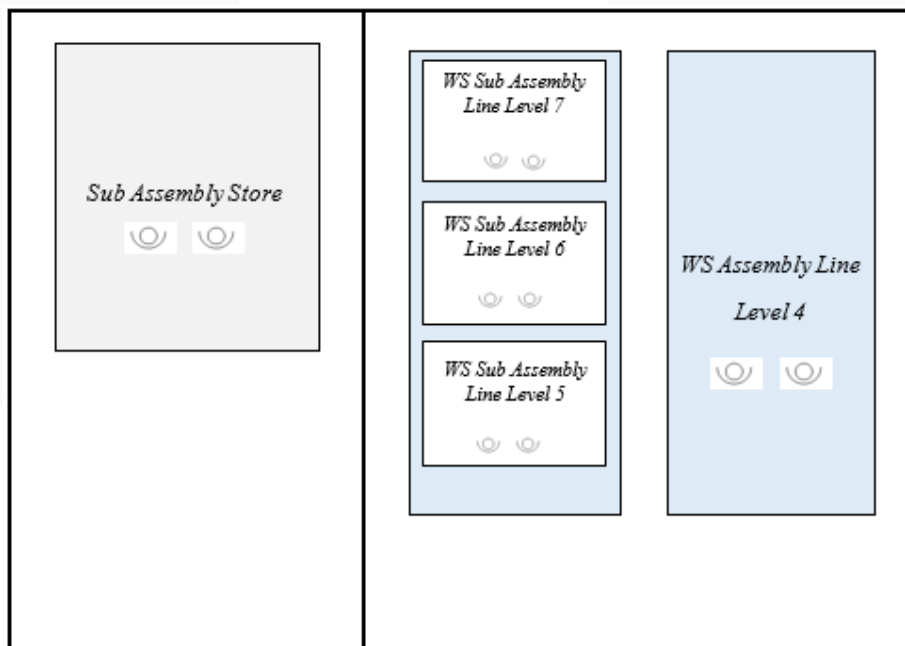 Sub Assembly Store
WS Sub Assembly
Line Level 7
WS Sub Assembly
Line Level 6
WS Sub Assembly
Line Level 5
WS Assembly Line
Level 4